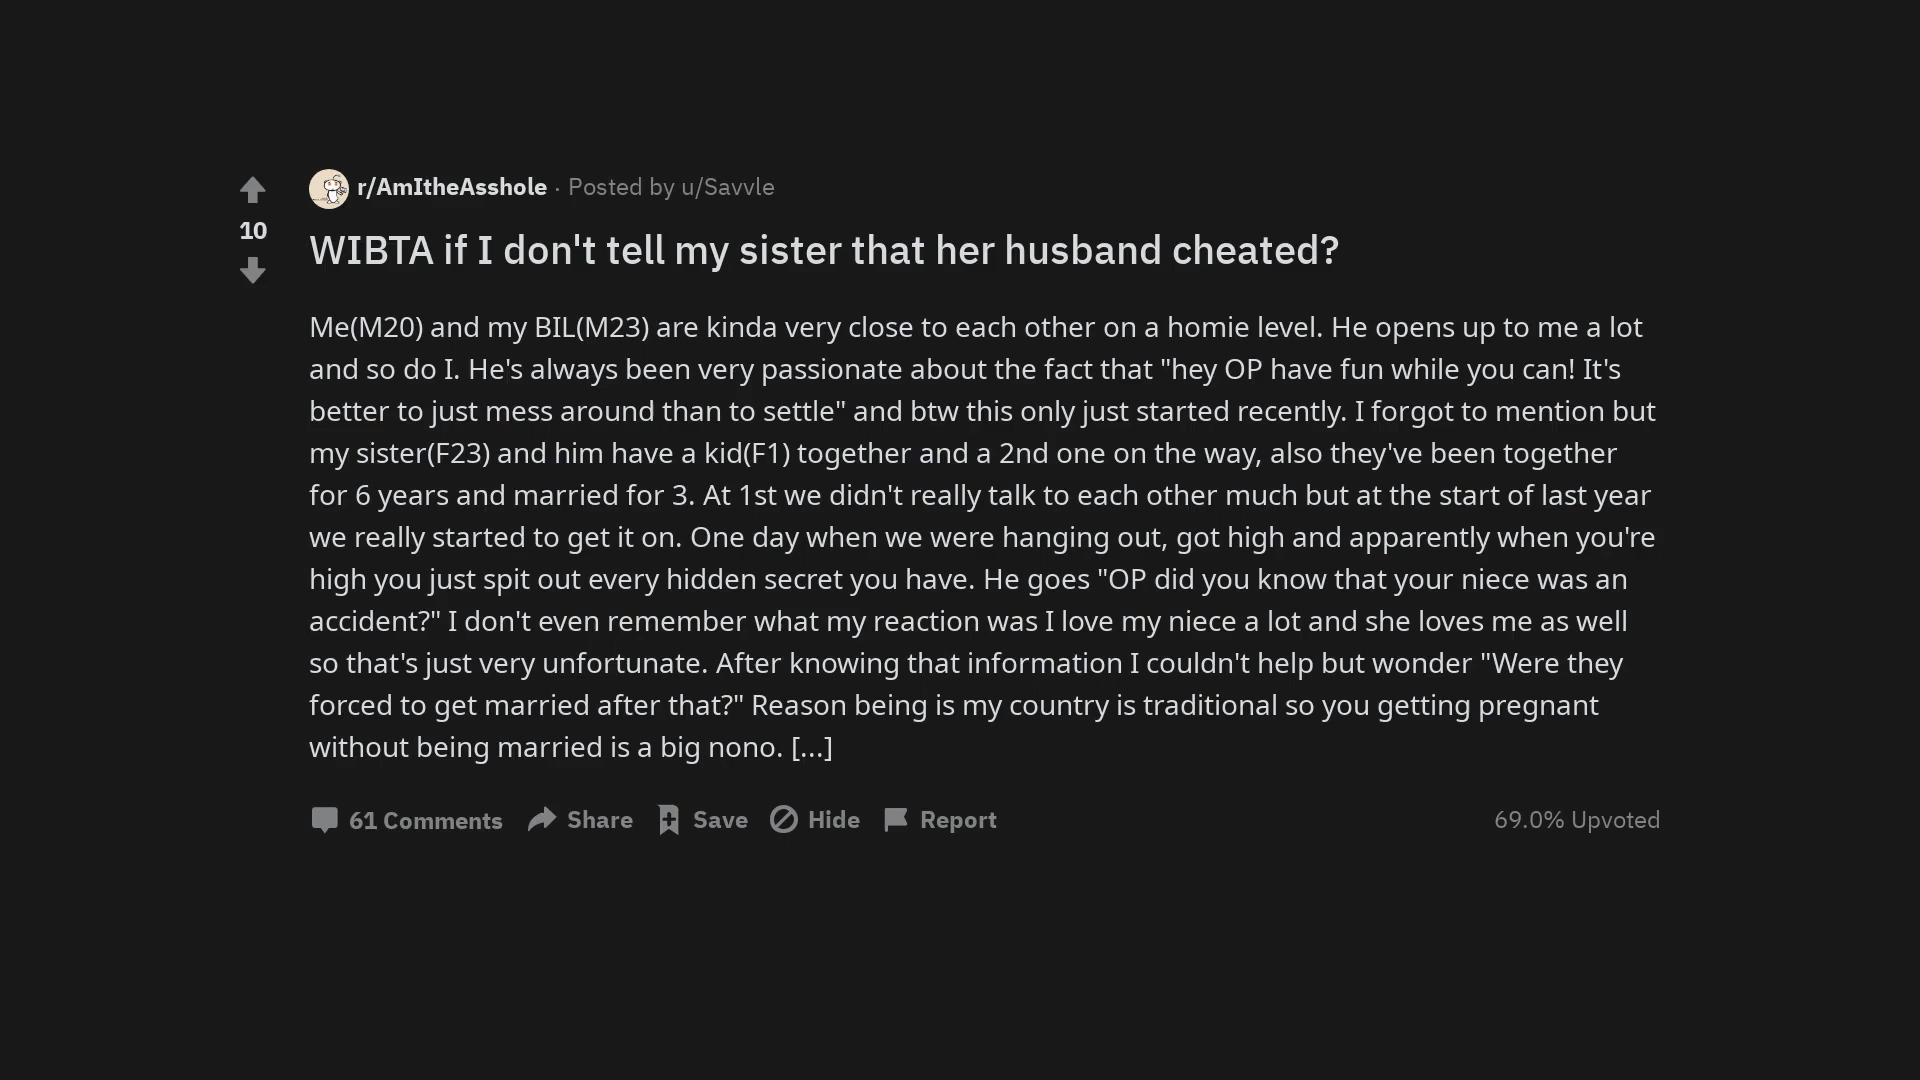 r/AmItheAsshole · Posted by u/Savvle
10
WIBTA if I don't tell my sister that her husband cheated?
Me(M20) and my BIL(M23) are kinda very close to each other on a homie level. He opens up to me a lot
and so do I. He's always been very passionate about the fact that "hey OP have fun while you can! It's
better to just mess around than to settle" and btw this only just started recently. I forgot to mention but
my sister(F23) and him have a kid(F1) together and a 2nd one on the way, also they've been together
for 6 years and married for 3. At 1st we didn't really talk to each other much but at the start of last year
we really started to get it on. One day when we were hanging out, got high and apparently when you're
high you just spit out every hidden secret you have. He goes "OP did you know that your niece was an
accident?" I don't even remember what my reaction was I love my niece a lot and she loves me as well
so that's just very unfortunate. After knowing that information I couldn't help but wonder "Were they
forced to get married after that?" Reason being is my country is traditional so you getting pregnant
without being married is a big nono. [...]
61 Comments Share Save Hide Report 69.0% Upvoted